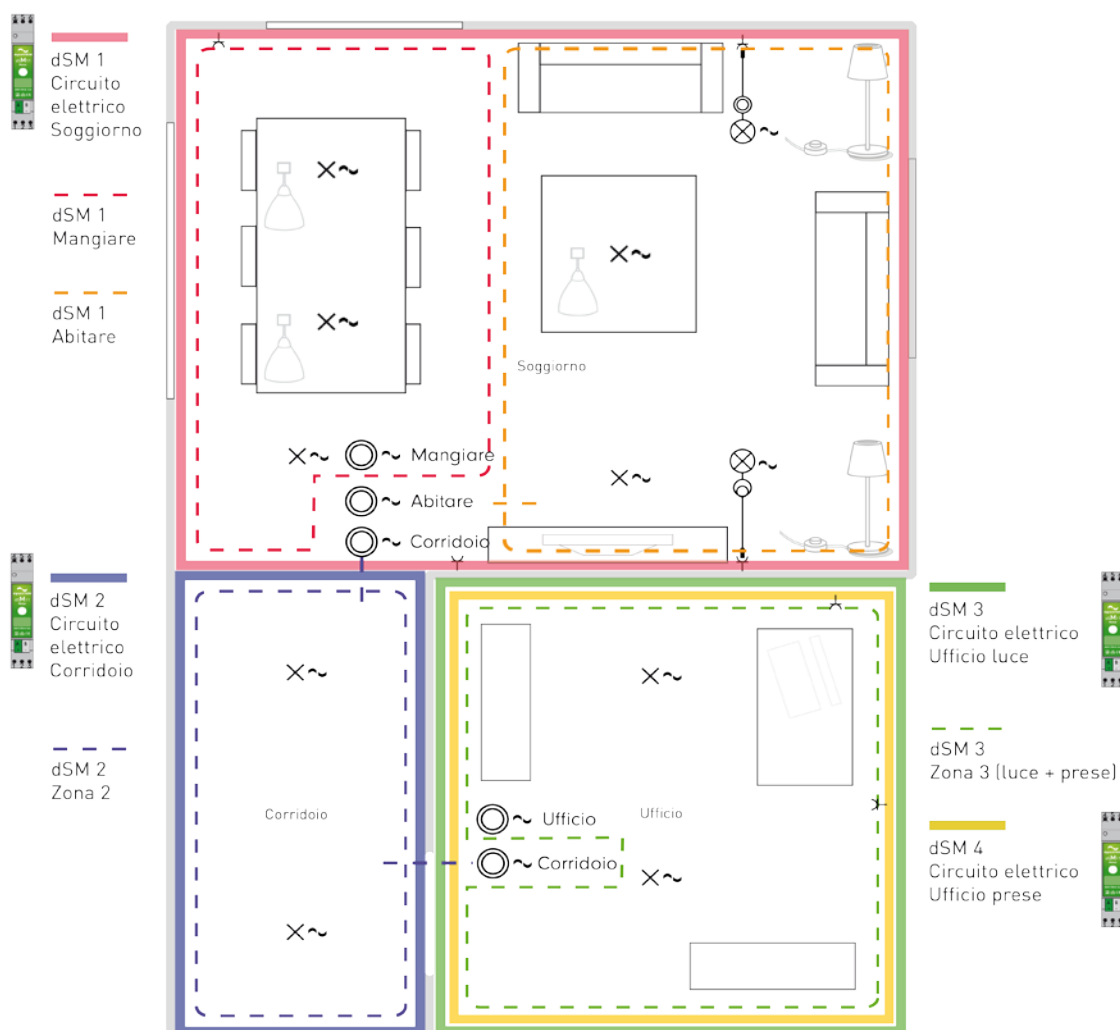 dSM 1
Circuito
elettrico
Soggiorno
dSM 1
Mangiare
dSM 1
Abitare
Soggiorno
Mangiare
Abitare
Corridoio
dSM 2
Circuito
elettrico
Corridoio
dSM 2
Zona 2
Corridoio
Ufficio
Ufficio
Corridoio
dSM 3
Circuito elettrico
Ufficio luce
dSM 3
Zona 3 (luce + prese)
dSM 4
Circuito elettrico
Ufficio prese